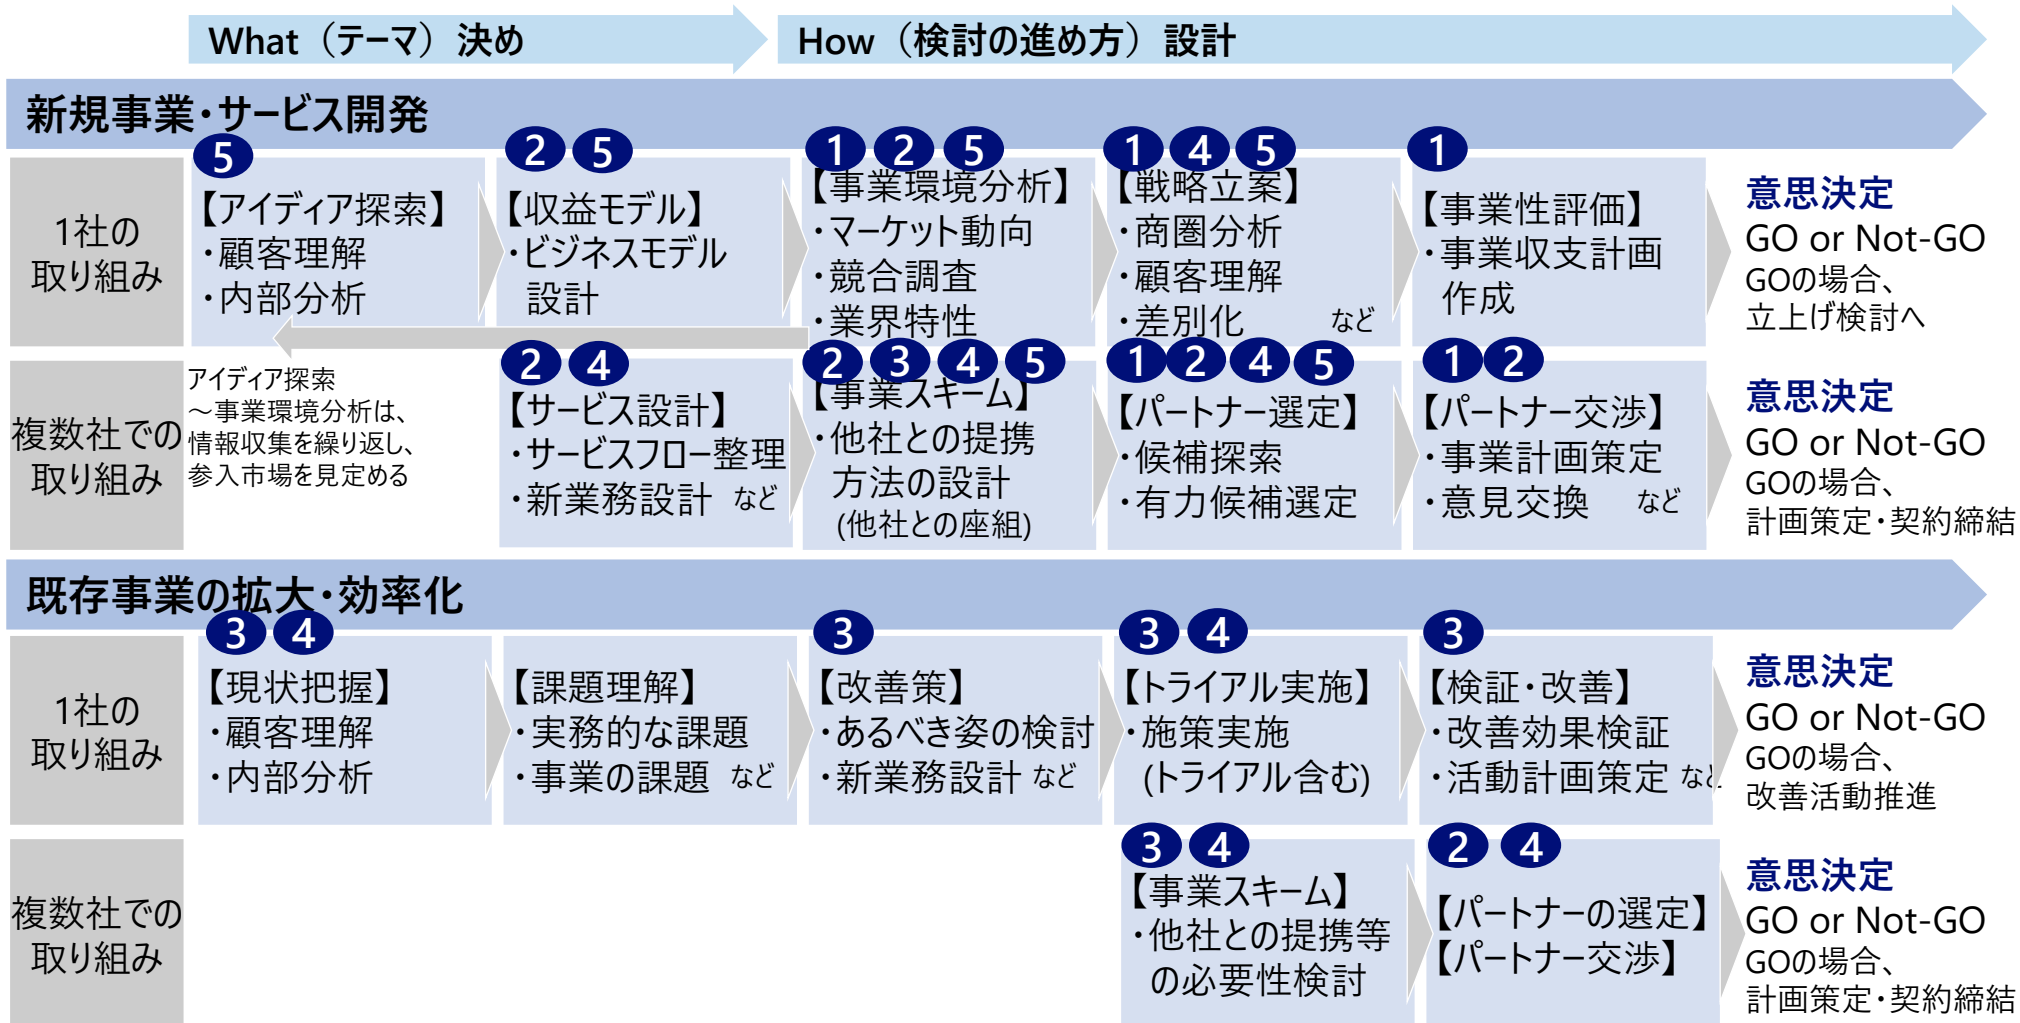 What（テーマ）決め
How（検討の進め方）設計
新規事業・サービス開発
1社の
取り組み
5
【アイディア探索】
・顧客理解
・内部分析
2 5
【収益モデル】
・ビジネスモデル
設計
1 2 5
【事業環境分析】
・マーケット動向
・競合調査
・業界特性
1 4 5
【戦略立案】
・商圏分析
・顧客理解
・差別化 など
1
【事業性評価】
・事業収支計画
作成
意思決定
GO or Not-GO
GOの場合、
立上げ検討へ
複数社での
取り組み
アイディア探索
～事業環境分析は、
情報収集を繰り返し、
参入市場を見定める
2 4
【サービス設計】
・サービスフロー整理
・新業務設計 など
2 3 4 5
【事業スキーム】
・他社との提携
方法の設計
(他社との座組)
1 2 4 5
【パートナー選定】
・候補探索
・有力候補選定
1 2
【パートナー交渉】
・事業計画策定
・意見交換 など
意思決定
GO or Not-GO
GOの場合、
計画策定・契約締結
既存事業の拡大・効率化
1社の
取り組み
3 4
【現状把握】
・顧客理解
・内部分析
【課題理解】
・実務的な課題
・事業の課題 など
3
【改善策】
・あるべき姿の検討
・新業務設計 など
3 4
【トライアル実施】
・施策実施
(トライアル含む)
3
【検証・改善】
・改善効果検証
・活動計画策定 など
意思決定
GO or Not-GO
GOの場合、
改善活動推進
複数社での
取り組み
3 4
【事業スキーム】
・他社との提携等
の必要性検討
2 4
【パートナーの選定】
【パートナー交渉】
意思決定
GO or Not-GO
GOの場合、
計画策定・契約締結